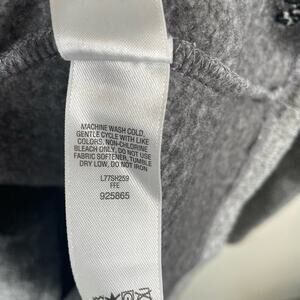 MACHINE WASH COLD,
GENTLE CYCLE WITH LIKE
COLORS, NON-CHLORINE
BLEACH ONLY, DO NOT USE
FABRIC SOFTENER, TUMBLE
DRY LOW, DO NOT IRON
L77SH259
FFE
925865